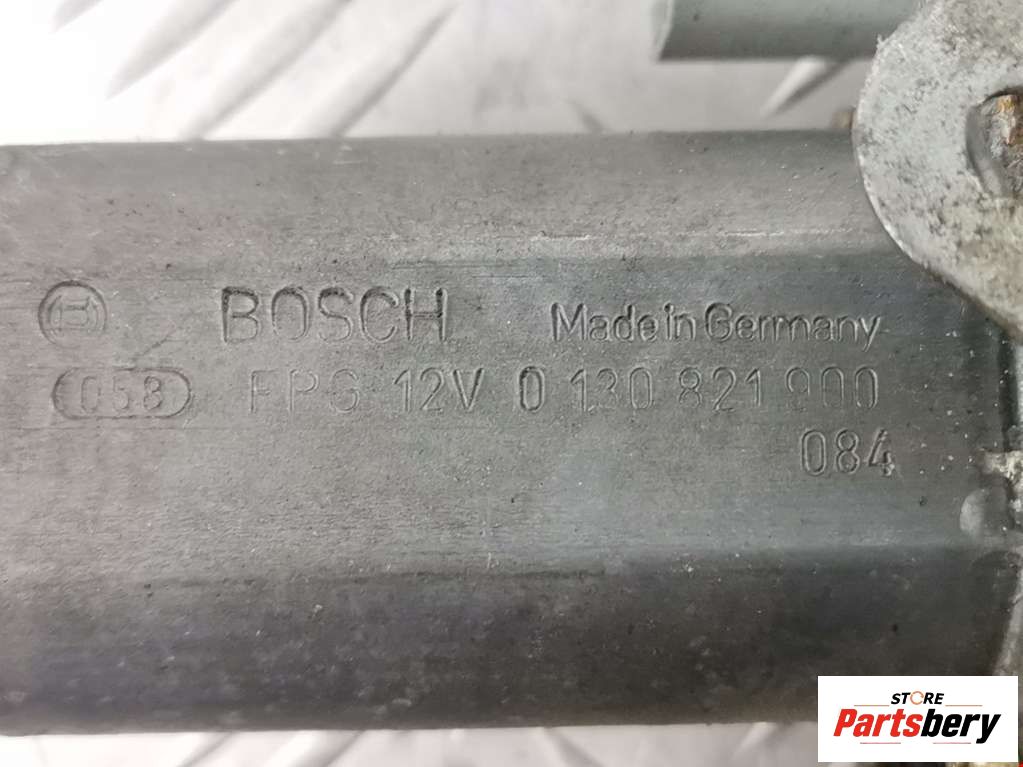 BOSCH Made in Germany
058 FPG 12V 0 130 821 900
084
STORE
Partsbery